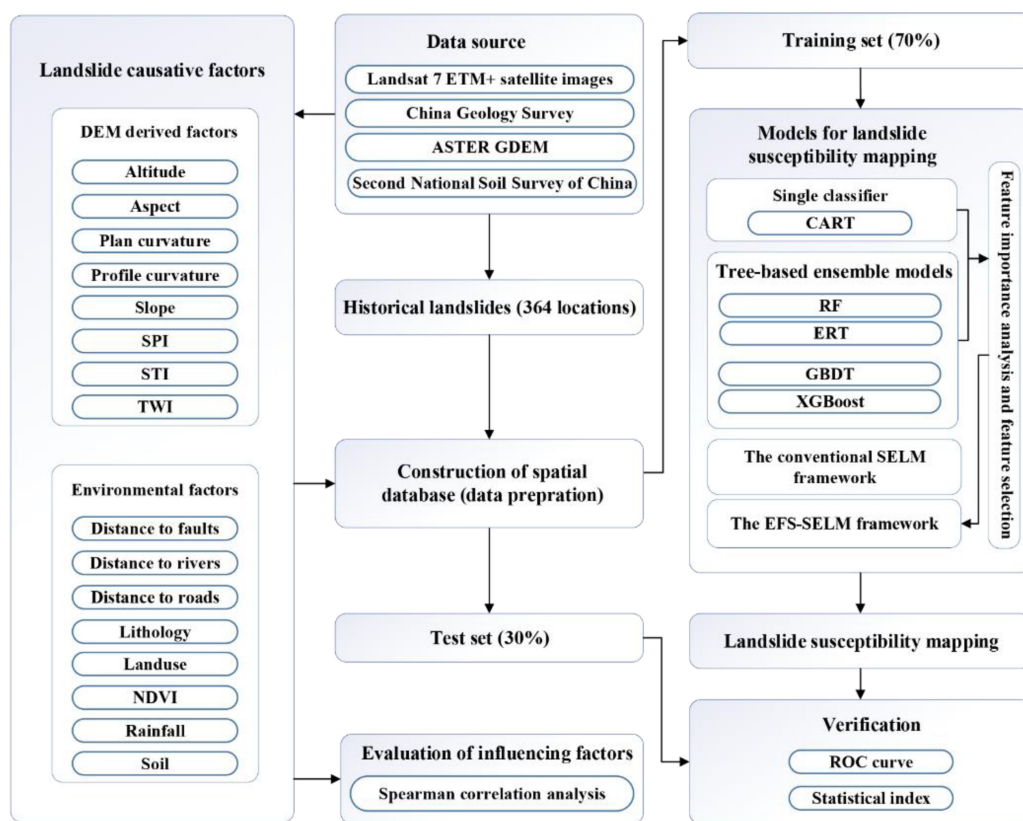 Landslide causative factors
DEM derived factors
Altitude
Aspect
Plan curvature
Profile curvature
Slope
SPI
STI
TWI
Environmental factors
Distance to faults
Distance to rivers
Distance to roads
Lithology
Landuse
NDVI
Rainfall
Soil
Data source
Landsat 7 ETM+ satellite images
China Geology Survey
ASTER GDEM
Second National Soil Survey of China
Historical landslides (364 locations)
Construction of spatial
database (data prepration)
Test set (30%)
Evaluation of influencing factors
Spearman correlation analysis
Training set (70%)
Models for landslide
susceptibility mapping
Single classifier
CART
Tree-based ensemble models
RF
ERT
GBDT
XGBoost
The conventional SELM
framework
The EFS-SELM framework
Feature importance analysis and feature selection
Landslide susceptibility mapping
Verification
ROC curve
Statistical index